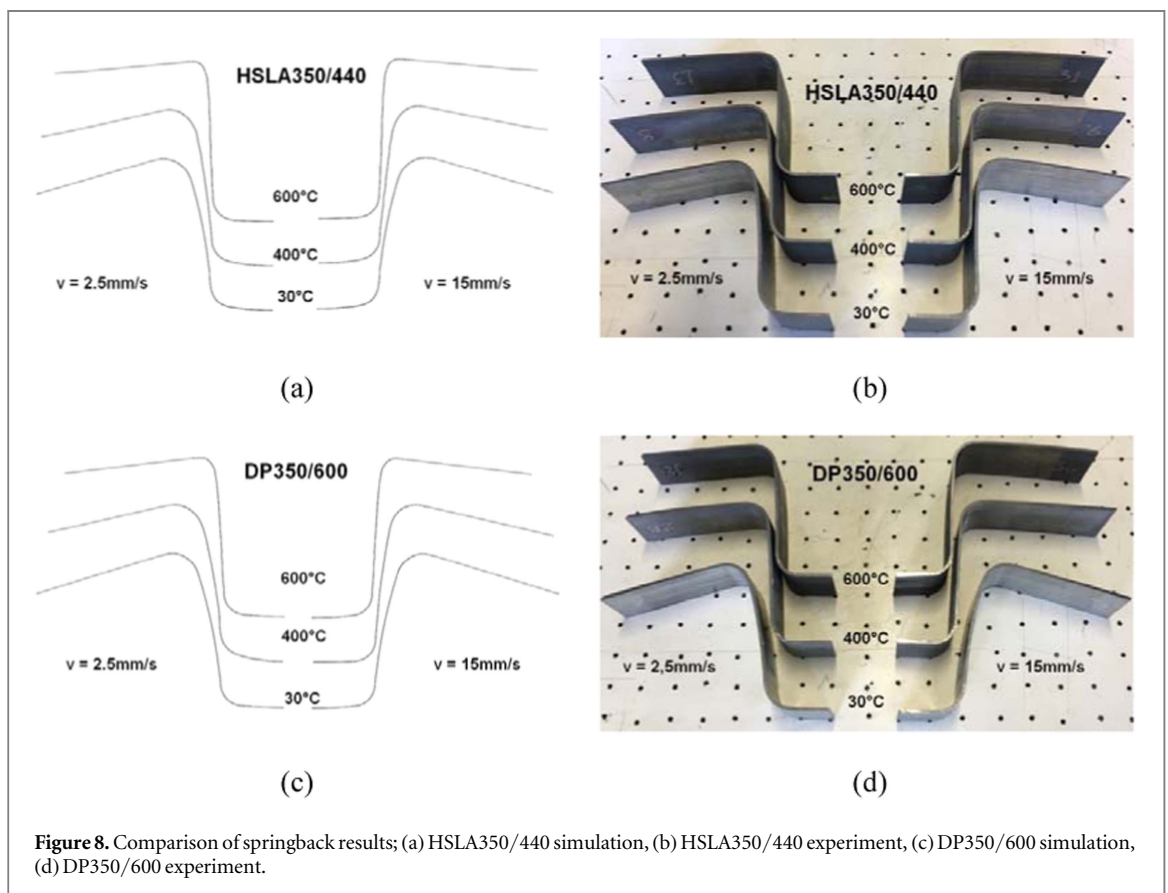 HSLA350/440
600°C
400°C
30°C
v = 2.5mm/s
v = 15mm/s
(a)
HSLA350/440
600°C
400°C
30°C
v = 2.5mm/s
v = 15mm/s
(b)
DP350/600
600°C
400°C
30°C
v = 2.5mm/s
v = 15mm/s
(c)
DP350/600
600°C
400°C
30°C
v = 2,5mm/s
v = 15mm/s
(d)
Figure 8. Comparison of springback results; (a) HSLA350/440 simulation, (b) HSLA350/440 experiment, (c) DP350/600 simulation,
(d) DP350/600 experiment.